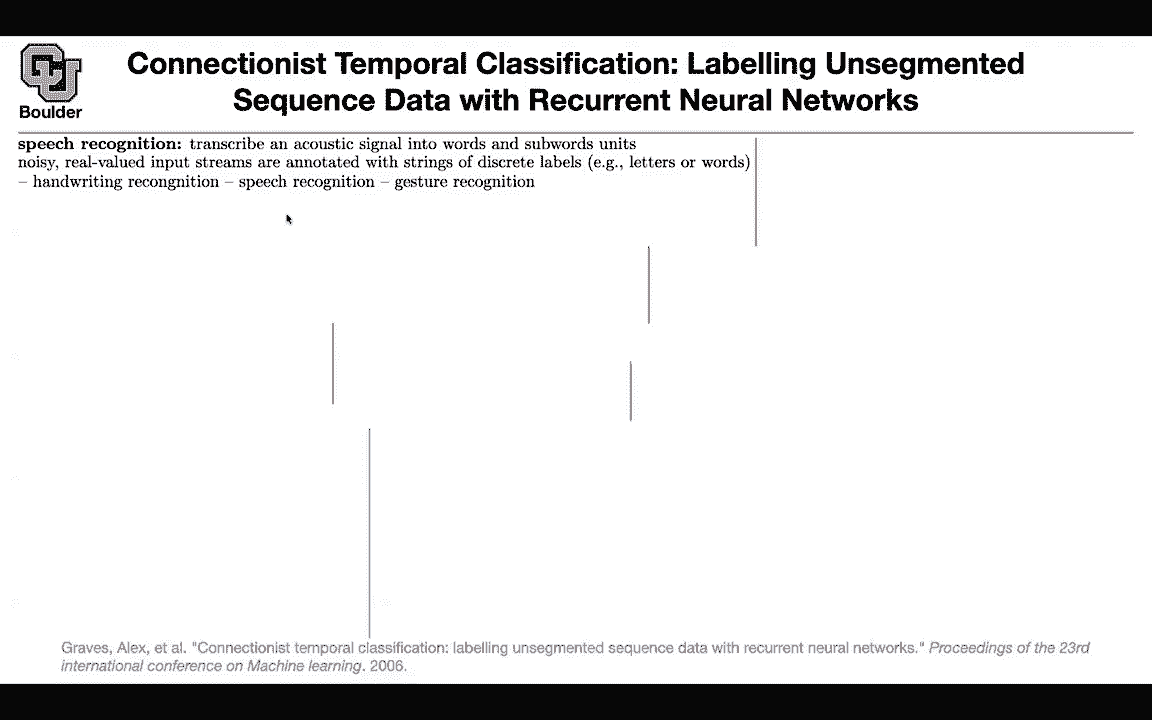 Connectionist Temporal Classification: Labelling Unsegmented
Sequence Data with Recurrent Neural Networks
Boulder
speech recognition: transcribe an acoustic signal into words and subwords units
noisy, real-valued input streams are annotated with strings of discrete labels (e.g., letters or words)
– handwriting recongnition – speech recognition – gesture recognition
Graves, Alex, et al. "Connectionist temporal classification: labelling unsegmented sequence data with recurrent neural networks." Proceedings of the 23rd
international conference on Machine learning. 2006.